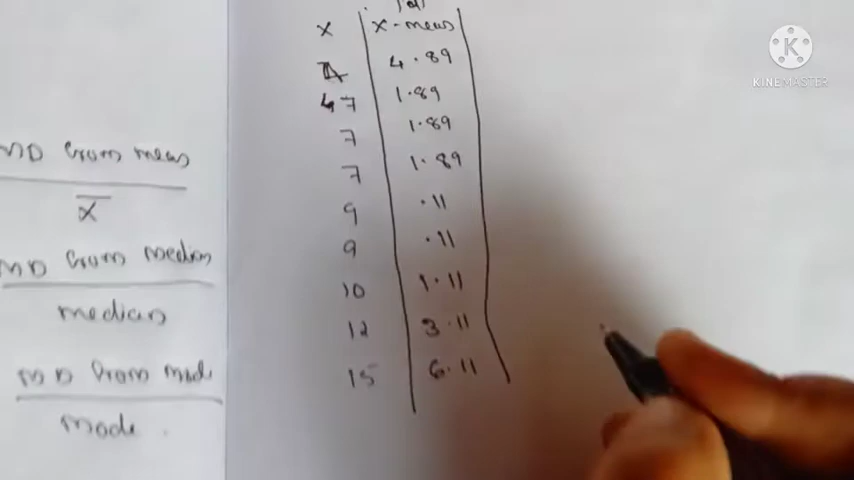 |d|
x x - mean
4 4.89
7 1.89
7 1.89
7 1.89
9 .11
9 .11
10 1.11
12 3.11
15 6.11
MD from mean
x̄
MD from median
median
MD from mode
mode.
K
KINEMASTER